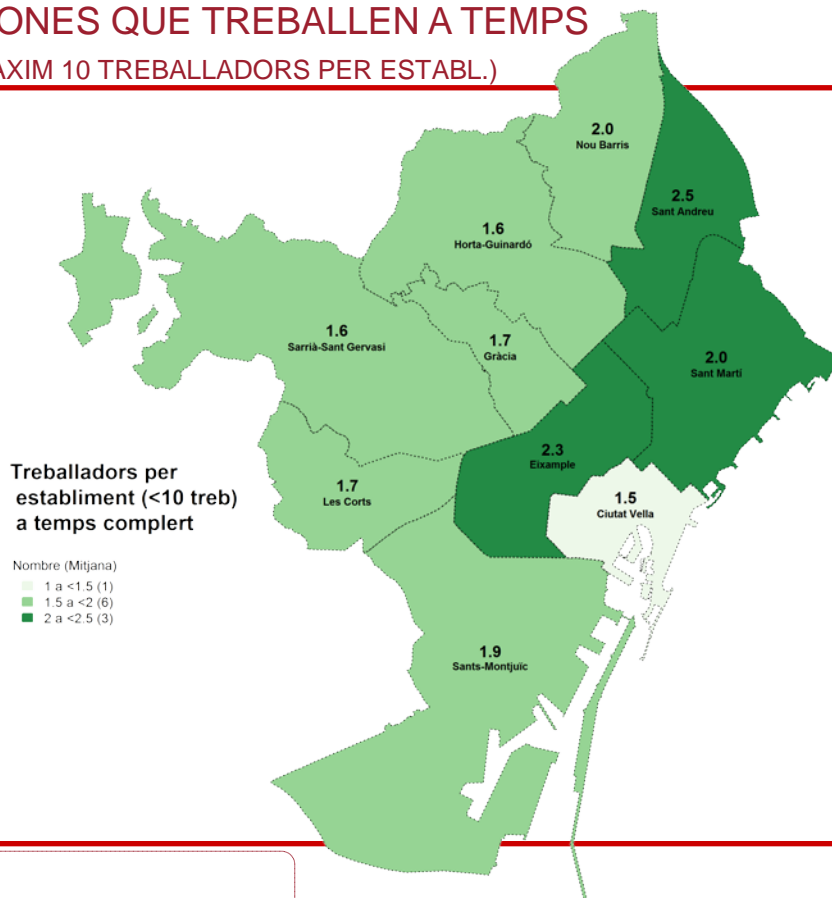 ONES QUE TREBALLEN A TEMPS
AXIM 10 TREBALLADORS PER ESTABL.)
2.0
Nou Barris
2.5
Sant Andreu
1.6
Horta-Guinardó
1.6
Sarrià-Sant Gervasi
1.7
Gràcia
2.0
Sant Martí
2.3
Eixample
1.7
Les Corts
1.5
Ciutat Vella
Treballadors per
establiment (<10 treb)
a temps complert
Nombre (Mitjana)
1 a <1.5 (1)
1.5 a <2 (6)
2 a <2.5 (3)
1.9
Sants-Montjuïc